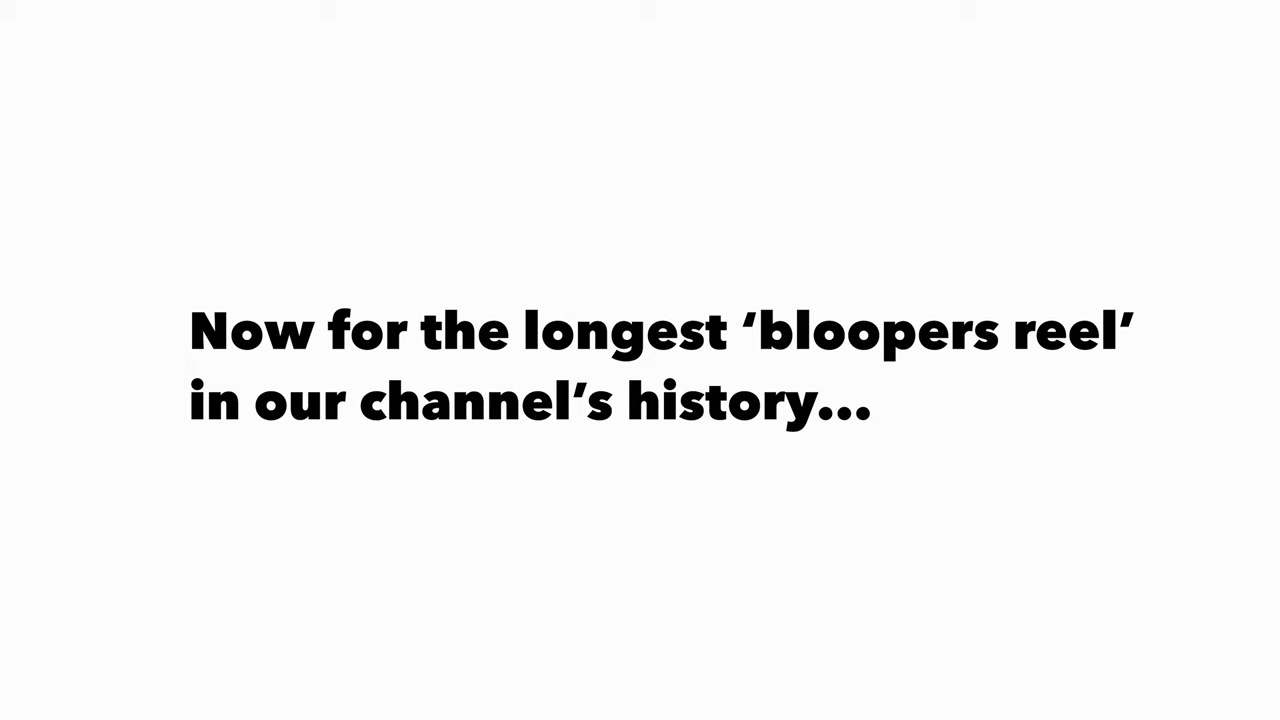 Now for the longest ‘bloopers reel’
in our channel’s history...